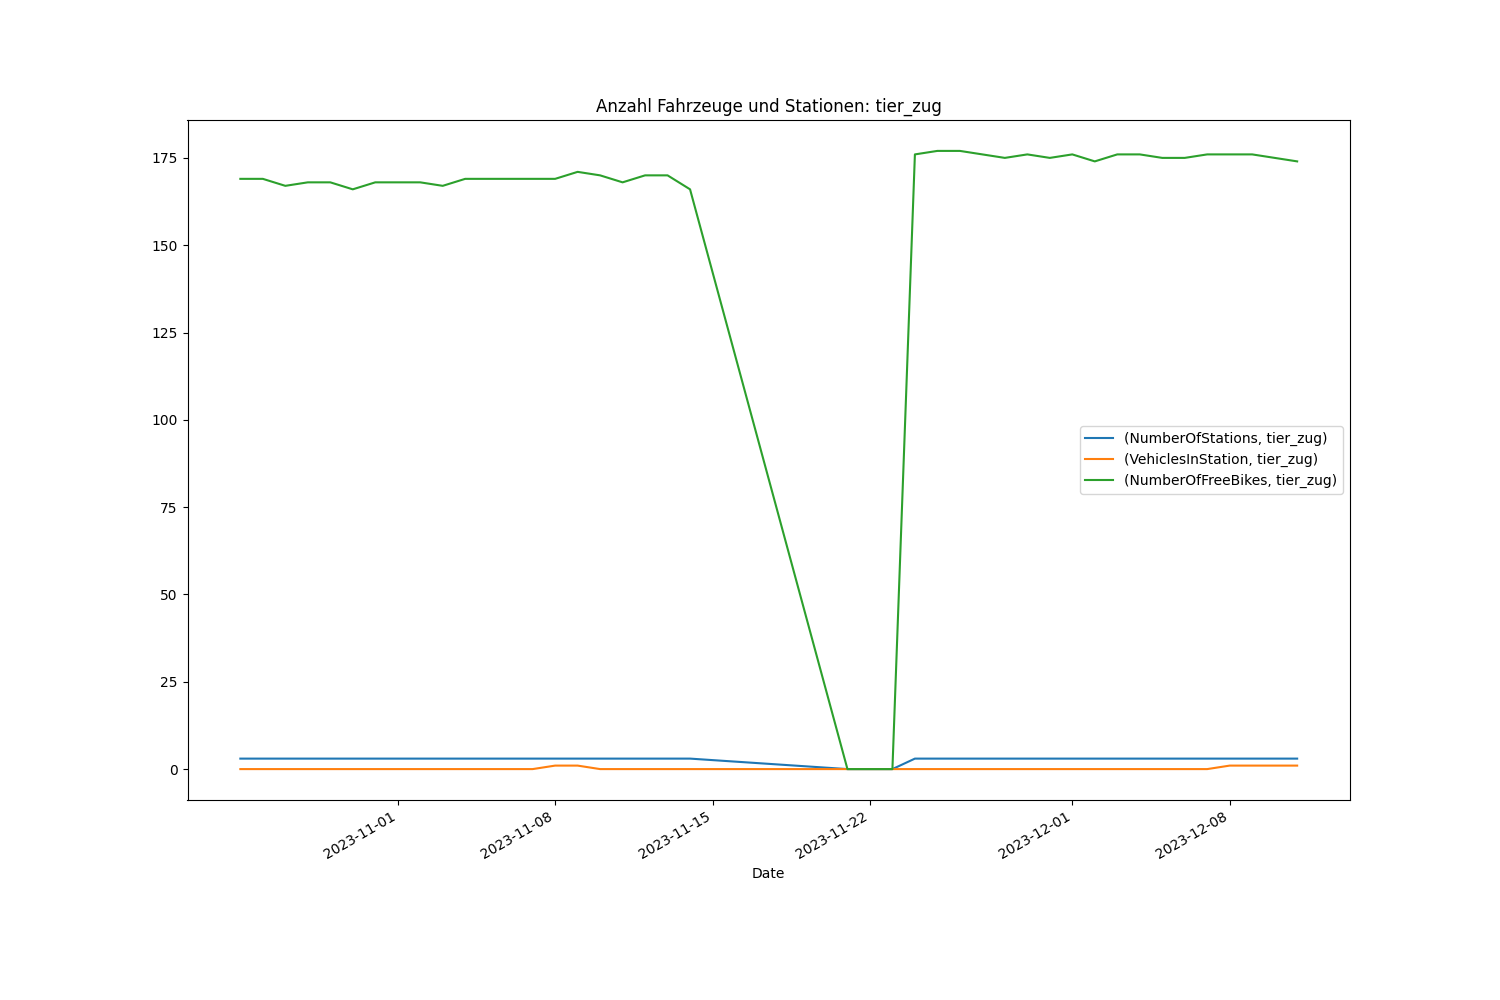 Anzahl Fahrzeuge und Stationen: tier_zug
175
150
125
100
75
50
25
0
(NumberOfStations, tier_zug)
(VehiclesInStation, tier_zug)
(NumberOfFreeBikes, tier_zug)
2023-11-01
2023-11-08
2023-11-15
2023-11-22
2023-12-01
2023-12-08
Date